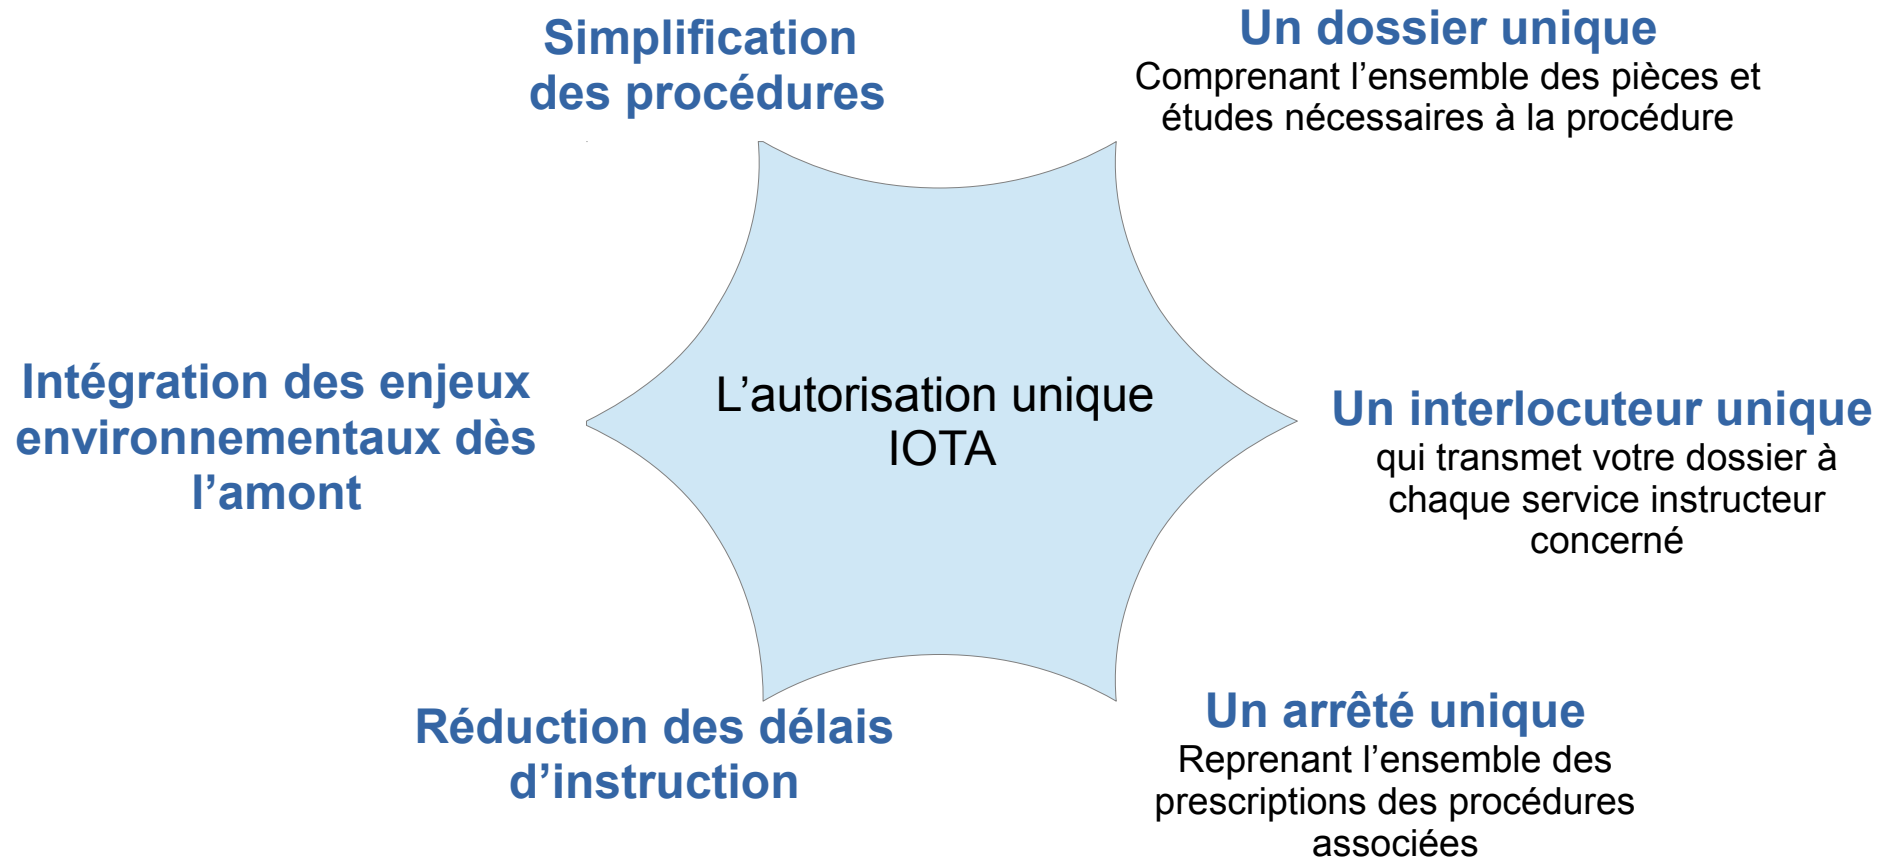 Simplification
des procédures
Un dossier unique
Comprenant l’ensemble des pièces et
études nécessaires à la procédure
Intégration des enjeux
environnementaux dès
l’amont
L’autorisation unique
IOTA
Un interlocuteur unique
qui transmet votre dossier à
chaque service instructeur
concerné
Réduction des délais
d’instruction
Un arrêté unique
Reprenant l’ensemble des
prescriptions des procédures
associées